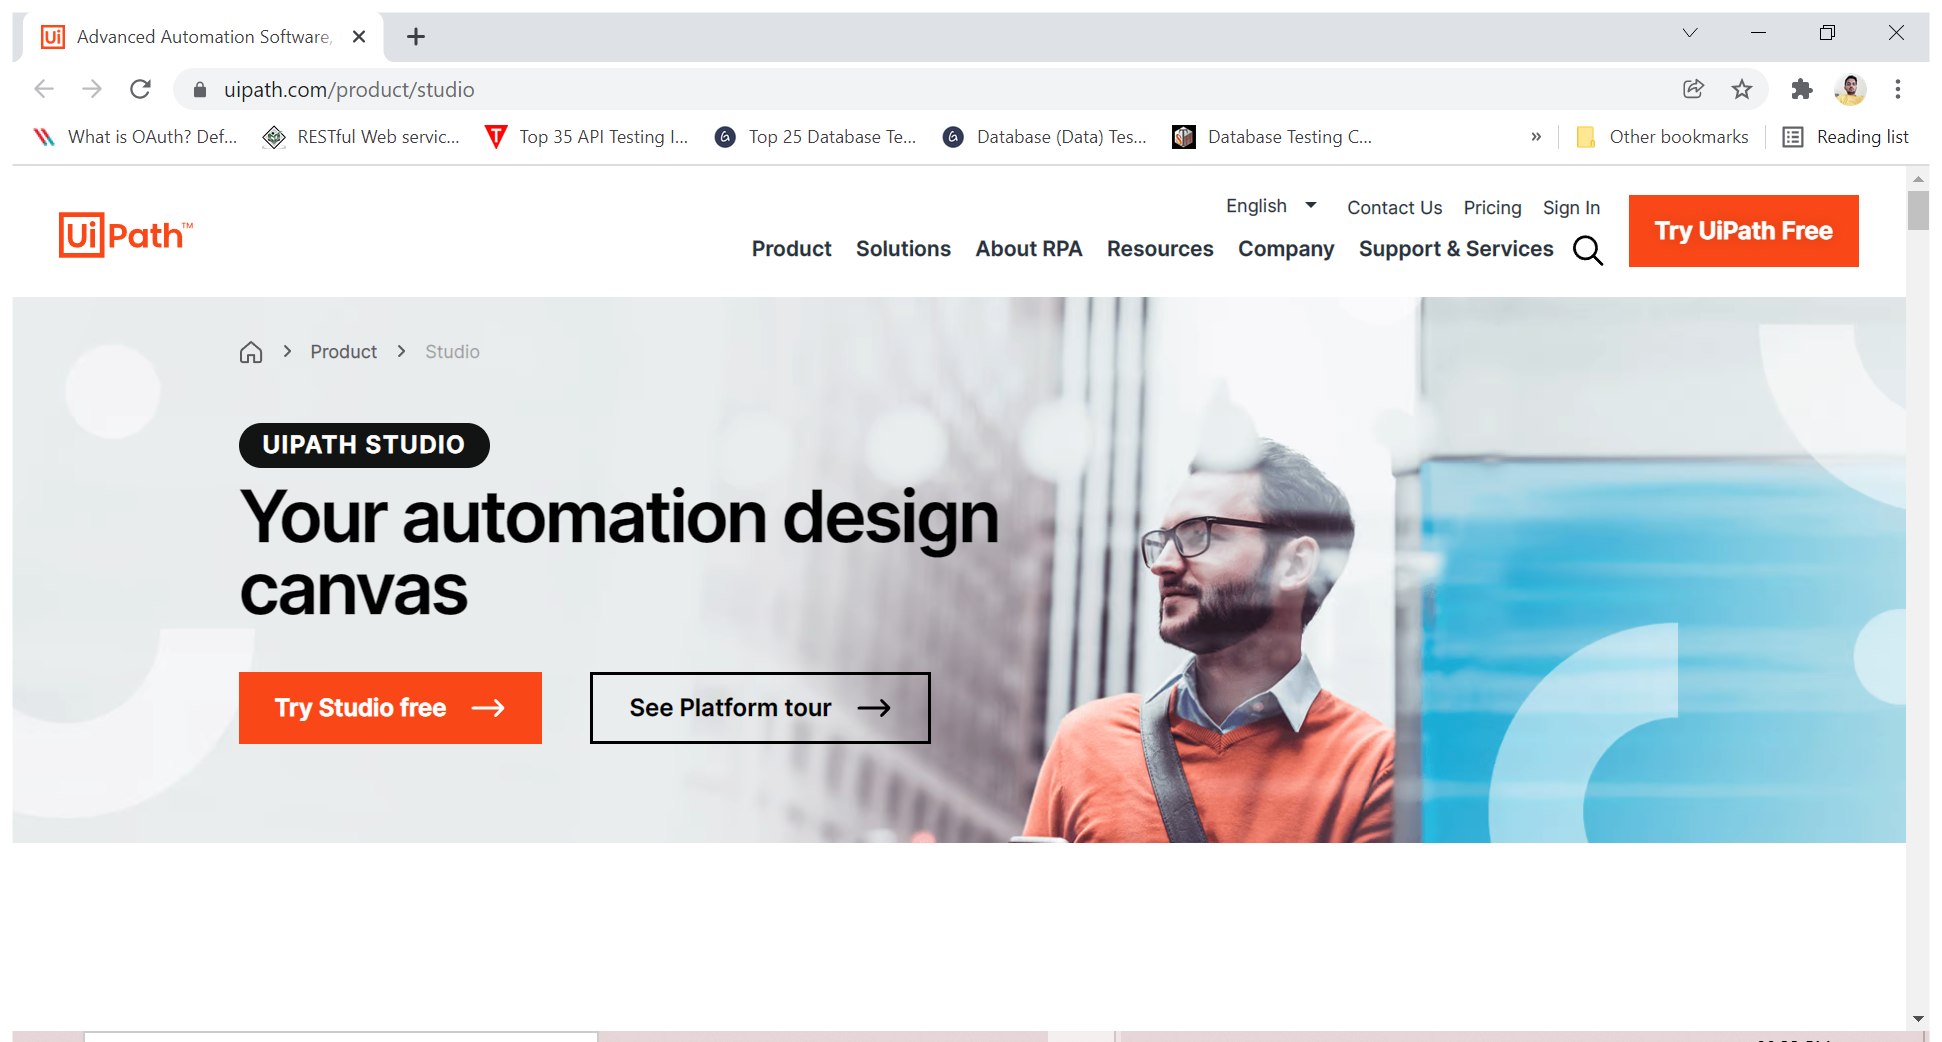 Ui Advanced Automation Software,
uipath.com/product/studio
What is OAuth? Def... RESTful Web servic... Top 35 API Testing I... Top 25 Database Te... Database (Data) Tes... Database Testing C... » Other bookmarks Reading list
English Contact Us Pricing Sign In
UiPath™ Product Solutions About RPA Resources Company Support & Services Try UiPath Free
Product Studio
UIPATH STUDIO
Your automation design
canvas
Try Studio free See Platform tour